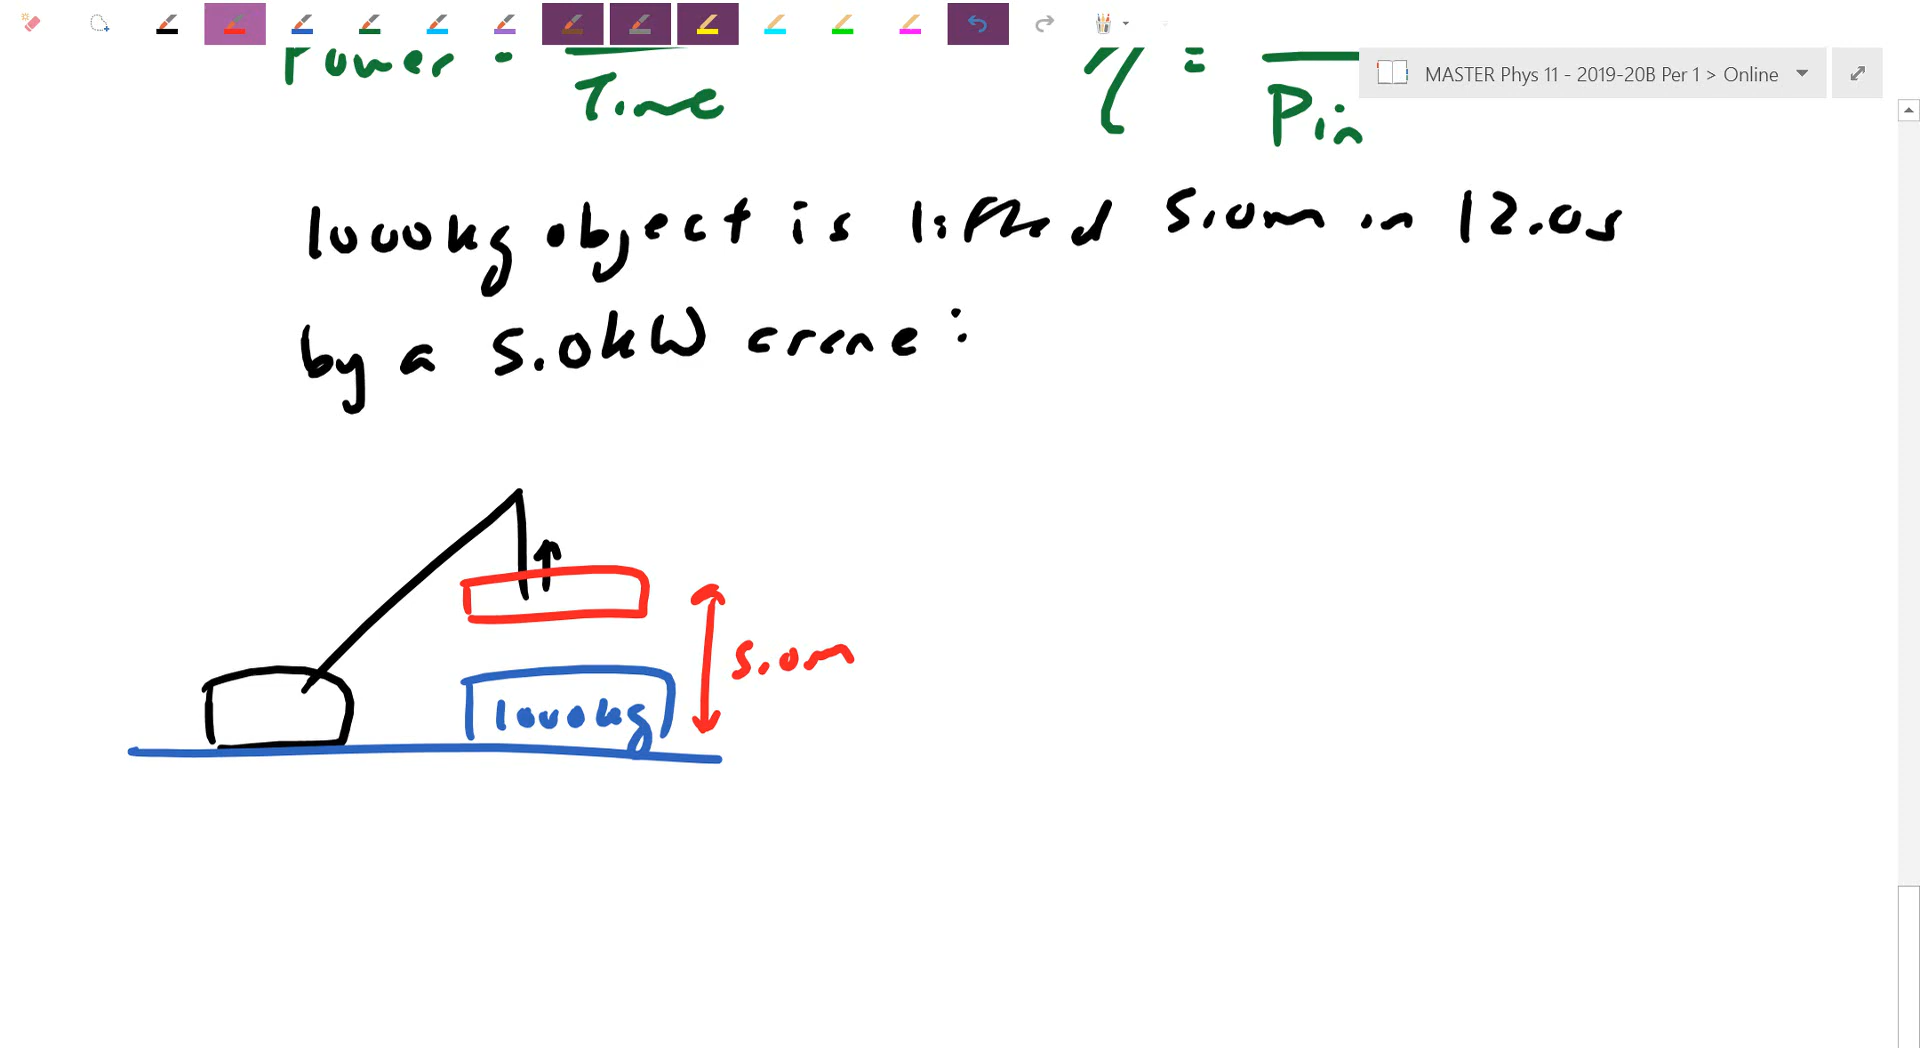 Power = Time
η = Pin
MASTER Phys 11 - 2019-20B Per 1 > Online
1000kg object is lifted 5.0m in 12.0s
by a 5.0kW crane:
5.0m
1000kg